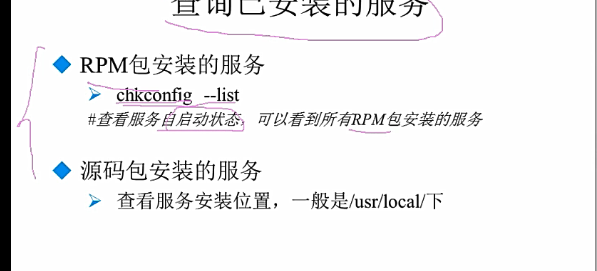 查询已安装的服务
RPM包安装的服务
chkconfig --list
#查看服务自启动状态，可以看到所有RPM包安装的服务
源码包安装的服务
查看服务安装位置，一般是/usr/local/下